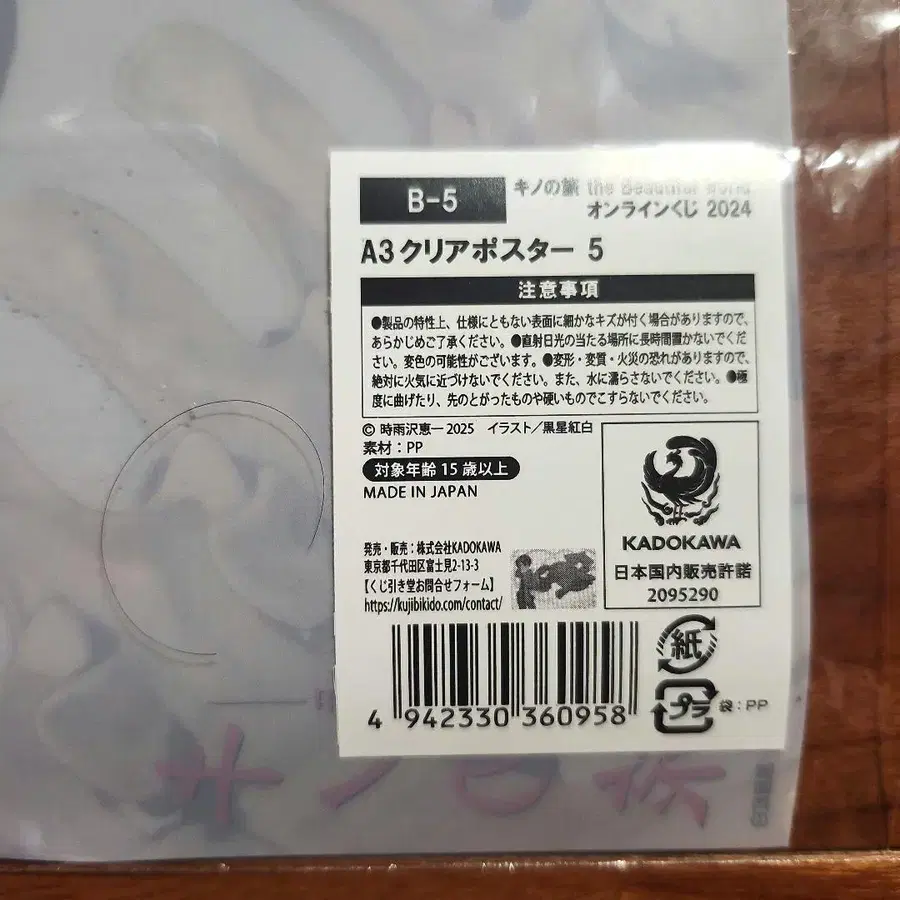 B-5
キノの旅 the Beautiful World
オンラインくじ 2024
A3クリアポスター 5
注意事項
●製品の特性上、仕様にともない表面に細かなキズが付く場合がありますので、
あらかじめご了承ください。●直射日光の当たる場所に長時間置かないでくだ
さい。変色の可能性がございます。●変形・変質・火災の恐れがありますので、
絶対に火気に近づけないでください。また、水に濡らさないでください。●極
度に曲げたり、先のとがったものや硬いものでこすらないでください。
© 時雨沢恵一 2025 イラスト/黒星紅白
素材:PP
対象年齢 15 歳以上
MADE IN JAPAN
発売・販売:株式会社KADOKAWA
東京都千代田区富士見2-13-3
【くじ引き堂お問合せフォーム】
https://kujibikido.com/contact/
KADOKAWA
日本国内販売許諾
2095290
紙
プラ
袋:PP
4 942330 360958
キノの旅